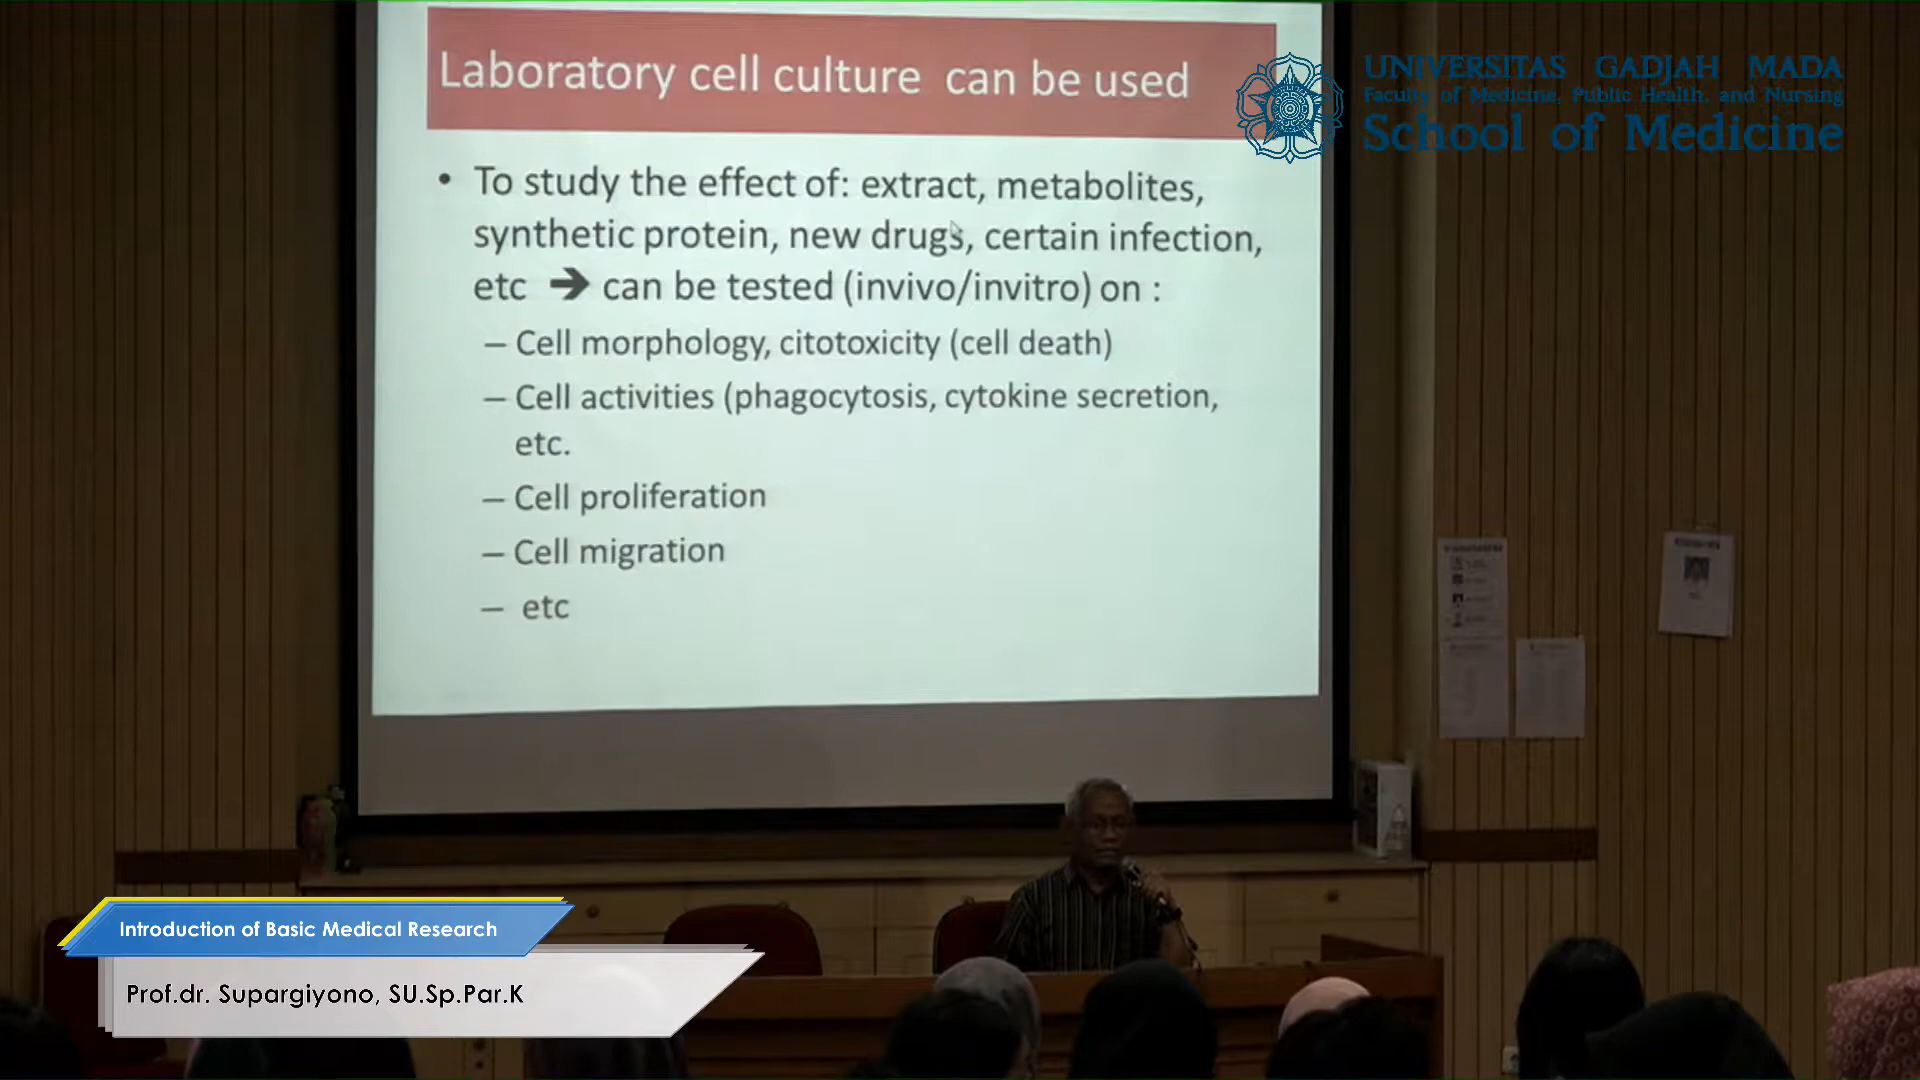 Laboratory cell culture can be used
UNIVERSITAS GADJAH MADA
Faculty of Medicine, Public Health, and Nursing
School of Medicine
• To study the effect of: extract, metabolites,
synthetic protein, new drugs, certain infection,
etc ➔ can be tested (invivo/invitro) on :
– Cell morphology, citotoxicity (cell death)
– Cell activities (phagocytosis, cytokine secretion,
etc.
– Cell proliferation
– Cell migration
– etc
Introduction of Basic Medical Research
Prof.dr. Supargiyono, SU.Sp.Par.K